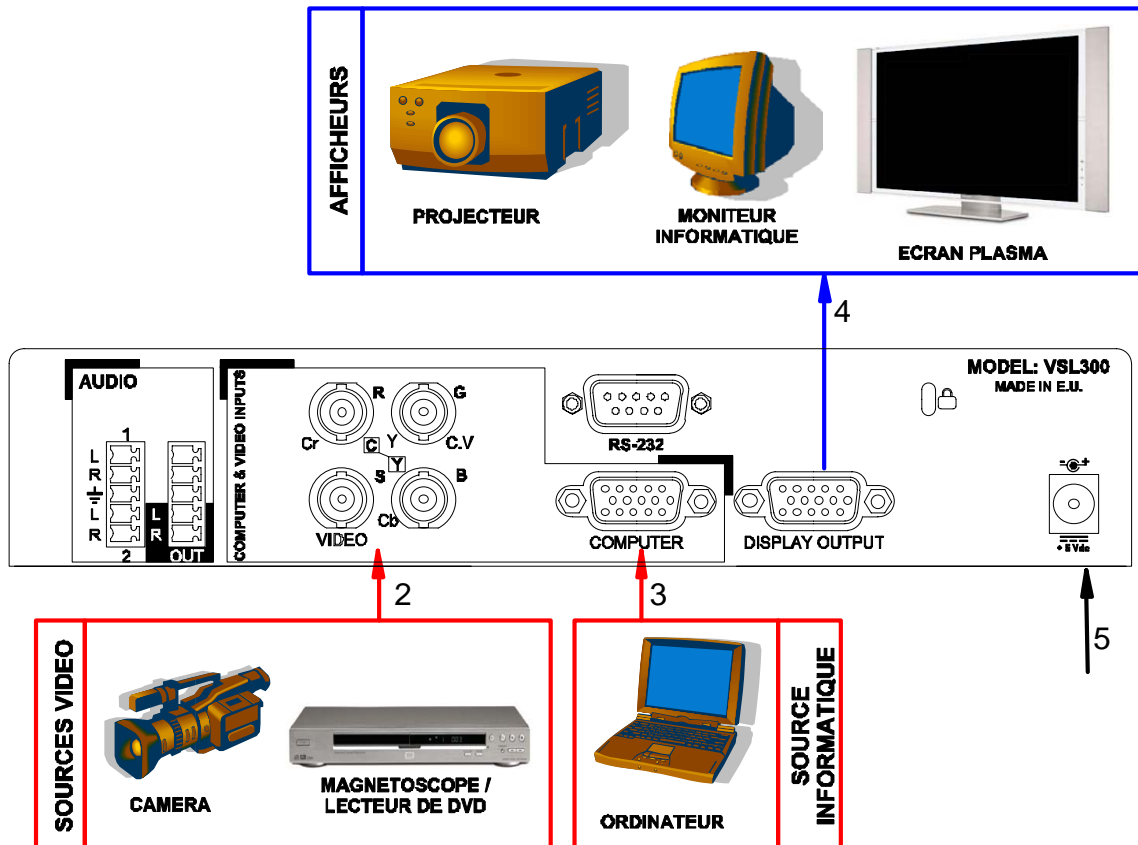 AFFICHEURS
PROJECTEUR
MONITEUR
INFORMATIQUE
ECRAN PLASMA
4
AUDIO
1
L
R
L
R
2
L
R
OUT
COMPUTER & VIDEO INPUTS
R
G
Cr
C
Y
C.V
Y
S
B
Cb
VIDEO
RS-232
COMPUTER
DISPLAY OUTPUT
MODEL: VSL300
MADE IN E.U.
- +
+ 5 Vdc
2
3
5
SOURCES VIDEO
CAMERA
MAGNETOSCOPE /
LECTEUR DE DVD
ORDINATEUR
SOURCE
INFORMATIQUE